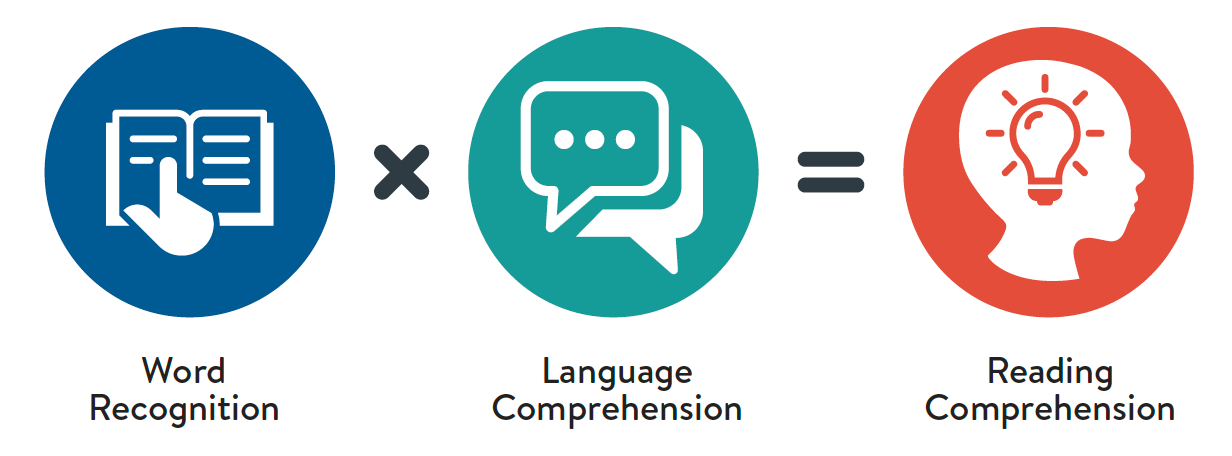 Word
Recognition
×
Language
Comprehension
=
Reading
Comprehension